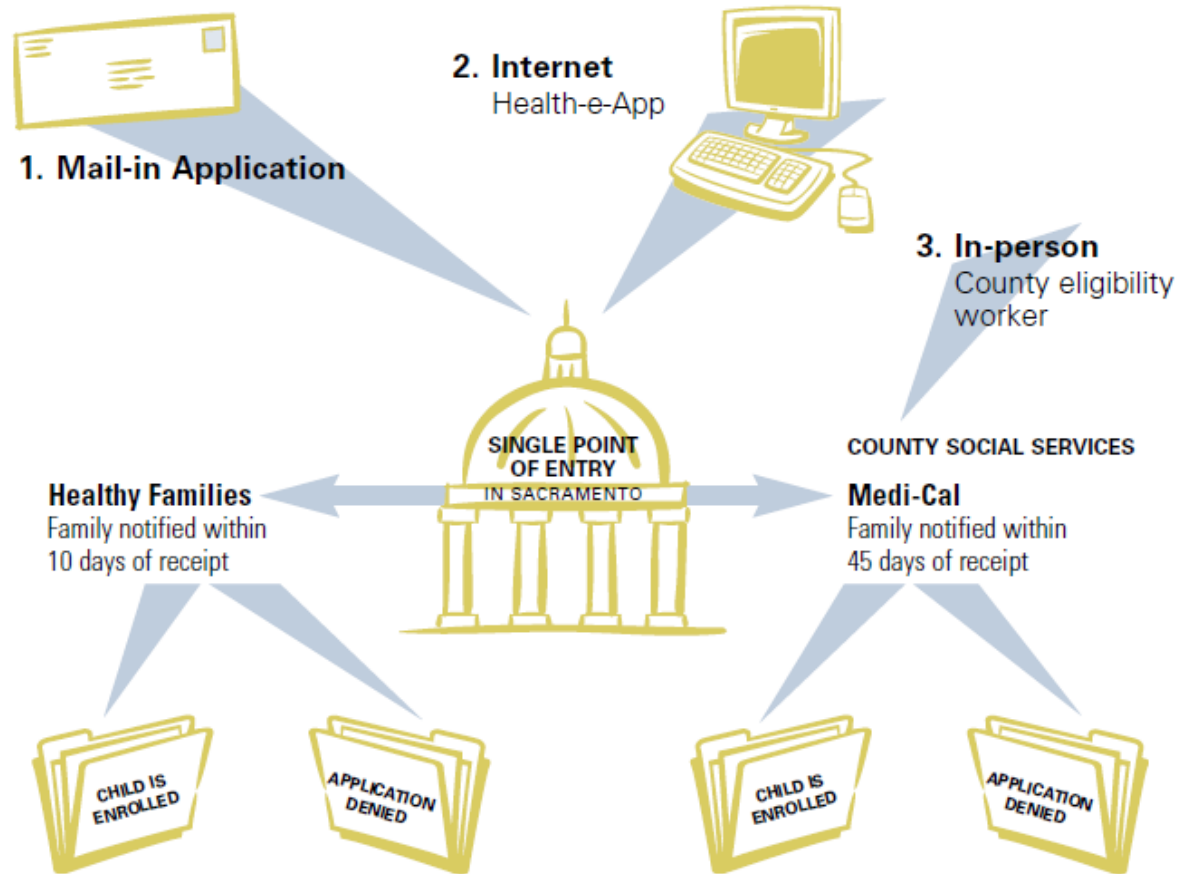 1. Mail-in Application
2. Internet
Health-e-App
3. In-person
County eligibility
worker
SINGLE POINT
OF ENTRY
IN SACRAMENTO
Healthy Families
Family notified within
10 days of receipt
COUNTY SOCIAL SERVICES
Medi-Cal
Family notified within
45 days of receipt
CHILD IS
ENROLLED
APPLICATION
DENIED
CHILD IS
ENROLLED
APPLICATION
DENIED